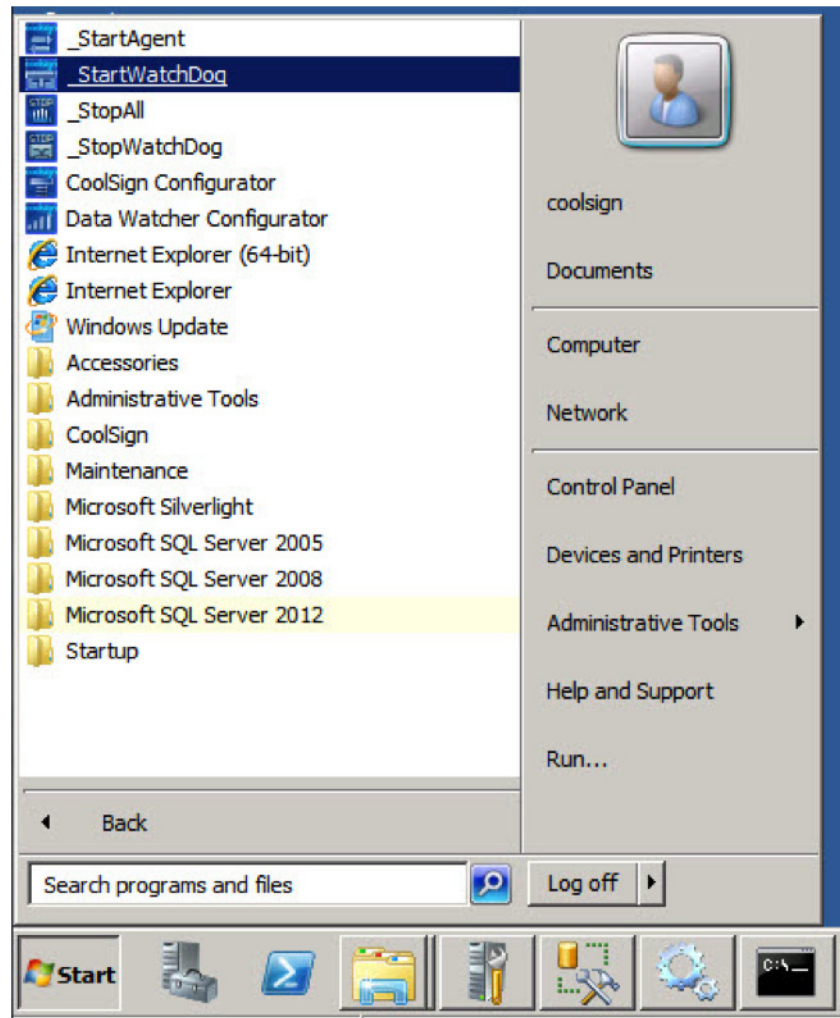 _StartAgent
_StartWatchDog
_StopAll
_StopWatchDog
CoolSign Configurator
Data Watcher Configurator
Internet Explorer (64-bit)
Internet Explorer
Windows Update
Accessories
Administrative Tools
CoolSign
Maintenance
Microsoft Silverlight
Microsoft SQL Server 2005
Microsoft SQL Server 2008
Microsoft SQL Server 2012
Startup
Back
Search programs and files
coolsign
Documents
Computer
Network
Control Panel
Devices and Printers
Administrative Tools
Help and Support
Run...
Log off
Start
C:\_